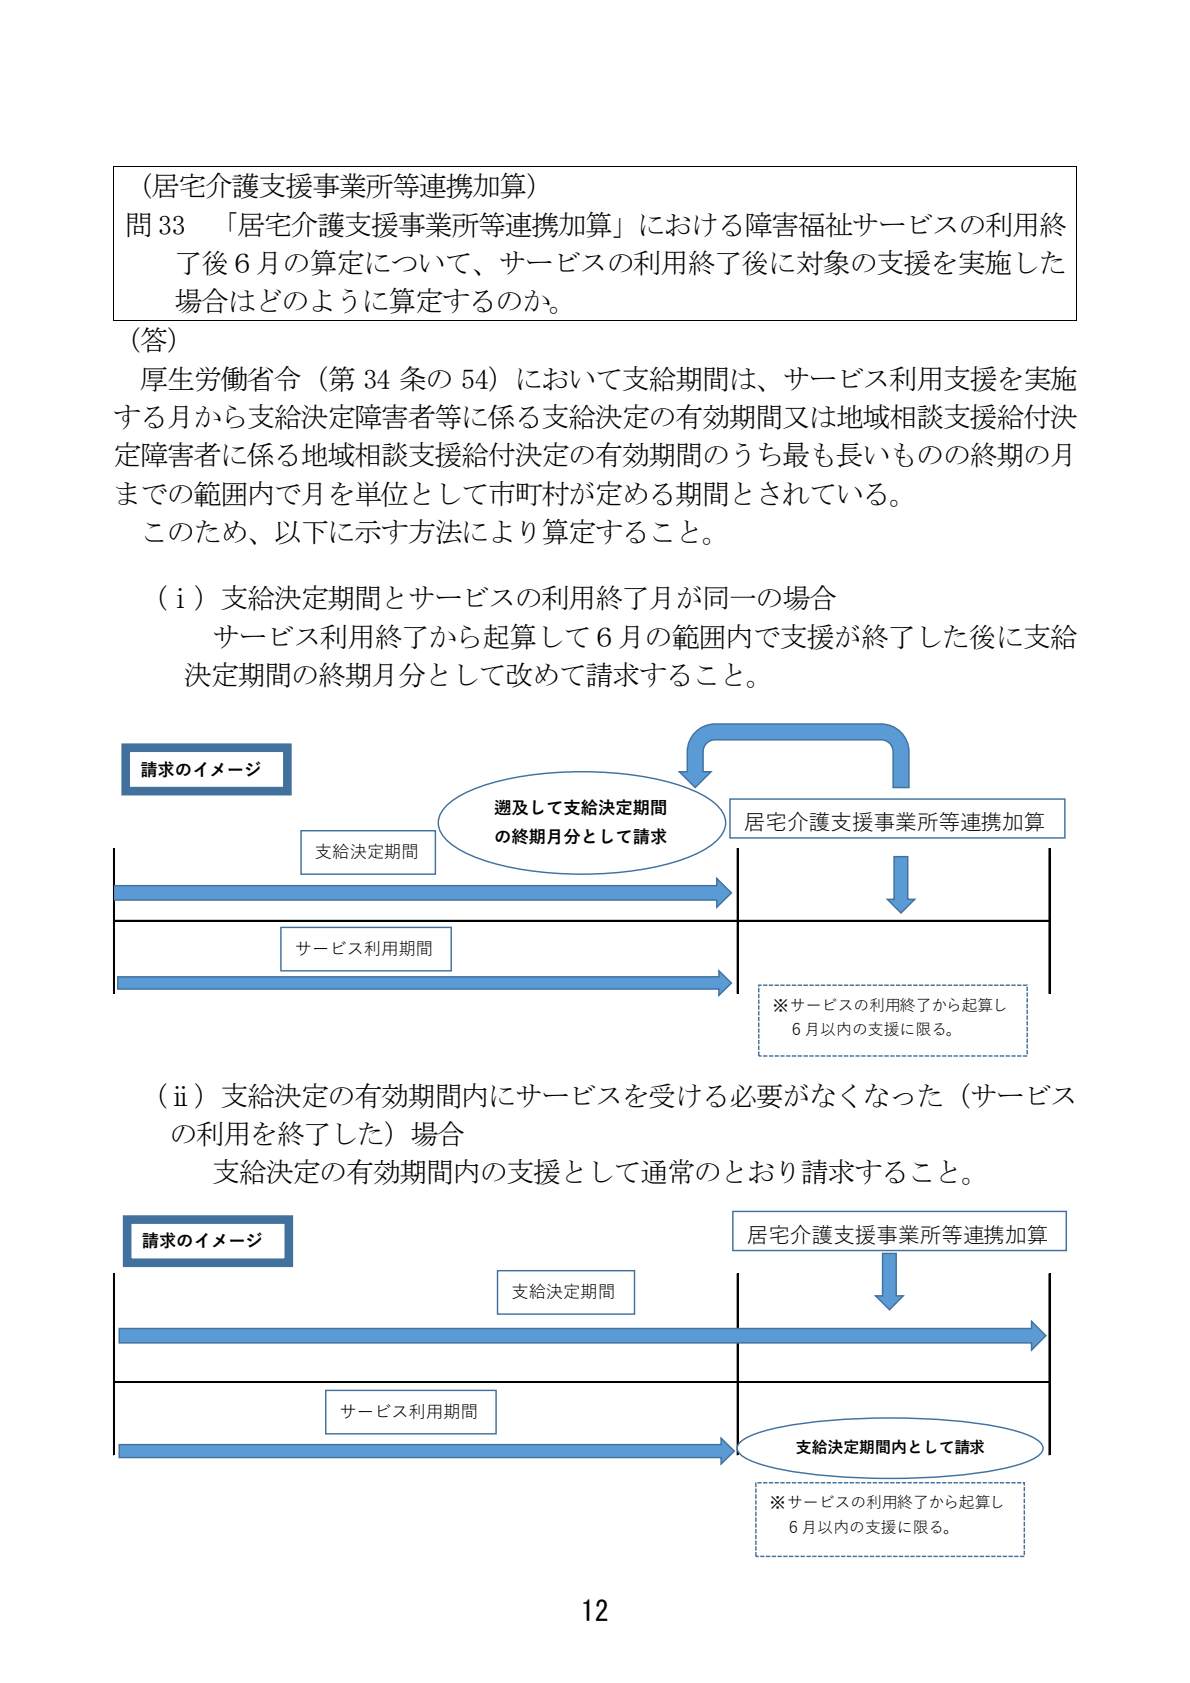 （居宅介護支援事業所等連携加算）
問 33　「居宅介護支援事業所等連携加算」における障害福祉サービスの利用終
了後６月の算定について、サービスの利用終了後に対象の支援を実施した
場合はどのように算定するのか。
（答）
厚生労働省令（第 34 条の 54）において支給期間は、サービス利用支援を実施
する月から支給決定障害者等に係る支給決定の有効期間又は地域相談支援給付決
定障害者に係る地域相談支援給付決定の有効期間のうち最も長いものの終期の月
までの範囲内で月を単位として市町村が定める期間とされている。
このため、以下に示す方法により算定すること。
（ⅰ）支給決定期間とサービスの利用終了月が同一の場合
サービス利用終了から起算して６月の範囲内で支援が終了した後に支給
決定期間の終期月分として改めて請求すること。
請求のイメージ
遡及して支給決定期間
の終期月分として請求
居宅介護支援事業所等連携加算
支給決定期間
サービス利用期間
※サービスの利用終了から起算し
６月以内の支援に限る。
（ⅱ）支給決定の有効期間内にサービスを受ける必要がなくなった（サービス
の利用を終了した）場合
支給決定の有効期間内の支援として通常のとおり請求すること。
請求のイメージ
居宅介護支援事業所等連携加算
支給決定期間
サービス利用期間
支給決定期間内として請求
※サービスの利用終了から起算し
６月以内の支援に限る。
12